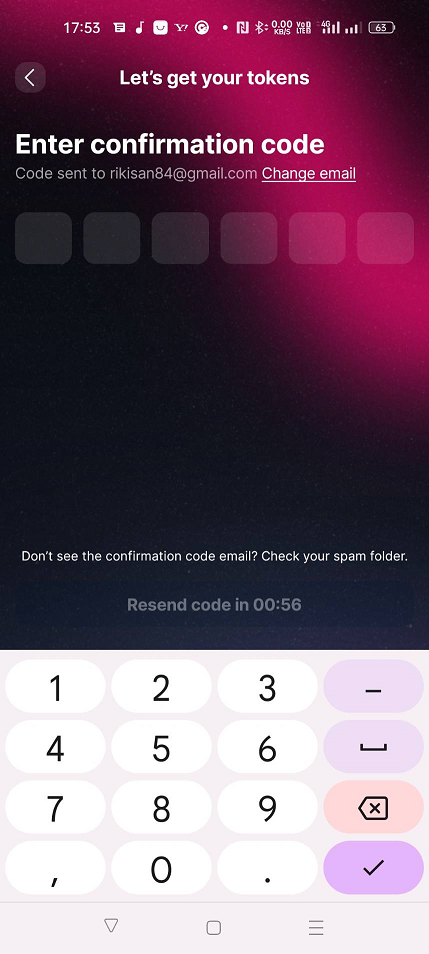 17:53 0.00 KB/S Vo LTE 4G 63
Let's get your tokens
Enter confirmation code
Code sent to rikisan84@gmail.com Change email
Don't see the confirmation code email? Check your spam folder.
Resend code in 00:56
1 2 3 –
4 5 6
7 8 9
, 0 .